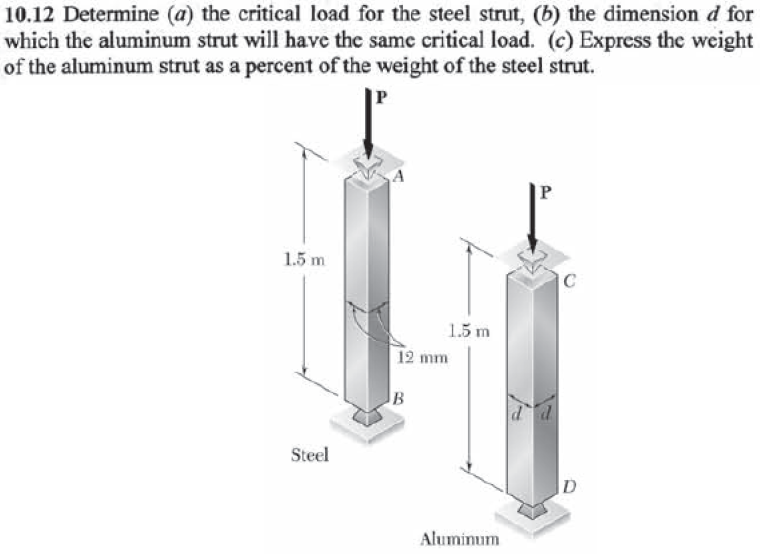 10.12 Determine (a) the critical load for the steel strut, (b) the dimension d for
which the aluminum strut will have the same critical load. (c) Express the weight
of the aluminum strut as a percent of the weight of the steel strut.
P
A
1.5 m
P
C
1.5 m
12 mm
B
d d
Steel
D
Aluminum